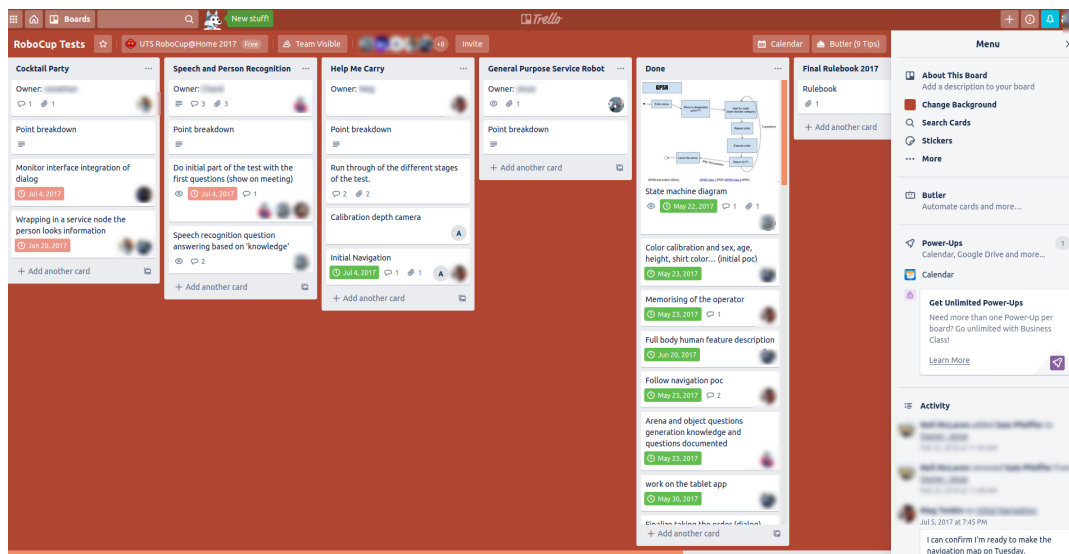 Boards
New stuff!
Trello
RoboCup Tests
UTS RoboCup@Home 2017 Free
Team Visible
+8
Invite
Calendar
Butler (9 Tips)
Cocktail Party
Owner:
1 1
Point breakdown
Monitor interface integration of
dialog
Jul 4, 2017
Wrapping in a service node the
person looks information
Jun 20, 2017
+ Add another card
Speech and Person Recognition
Owner:
3 3
Point breakdown
Do initial part of the test with the
first questions (show on meeting)
Jul 4, 2017 1
Speech recognition question
answering based on 'knowledge'
2
+ Add another card
Help Me Carry
Owner:
Point breakdown
Run through of the different stages
of the test.
2 2
Calibration depth camera
A
Initial Navigation
Jul 4, 2017 1 1 A
+ Add another card
General Purpose Service Robot
Owner:
1
Point breakdown
+ Add another card
Done
GPSR
State machine diagram
May 22, 2017 1 1
Color calibration and sex, age,
height, shirt color... (initial poc)
May 23, 2017
Memorising of the operator
May 23, 2017 1
Full body human feature description
Jun 20, 2017
Follow navigation poc
May 23, 2017 2
Arena and object questions
generation knowledge and
questions documented
May 23, 2017
work on the tablet app
May 30, 2017
Finalize taking the order (dialog)
+ Add another card
Final Rulebook 2017
Rulebook
1
+ Add another card
Menu
About This Board
Add a description to your board
Change Background
Search Cards
Stickers
More
Butler
Automate cards and more...
Power-Ups 1
Calendar, Google Drive and more...
Calendar
Get Unlimited Power-Ups
Need more than one Power-Up per
board? Go unlimited with Business
Class!
Learn More
Activity
Jul 5, 2017 at 7:45 PM
I can confirm I'm ready to make the
navigation map on Tuesday.